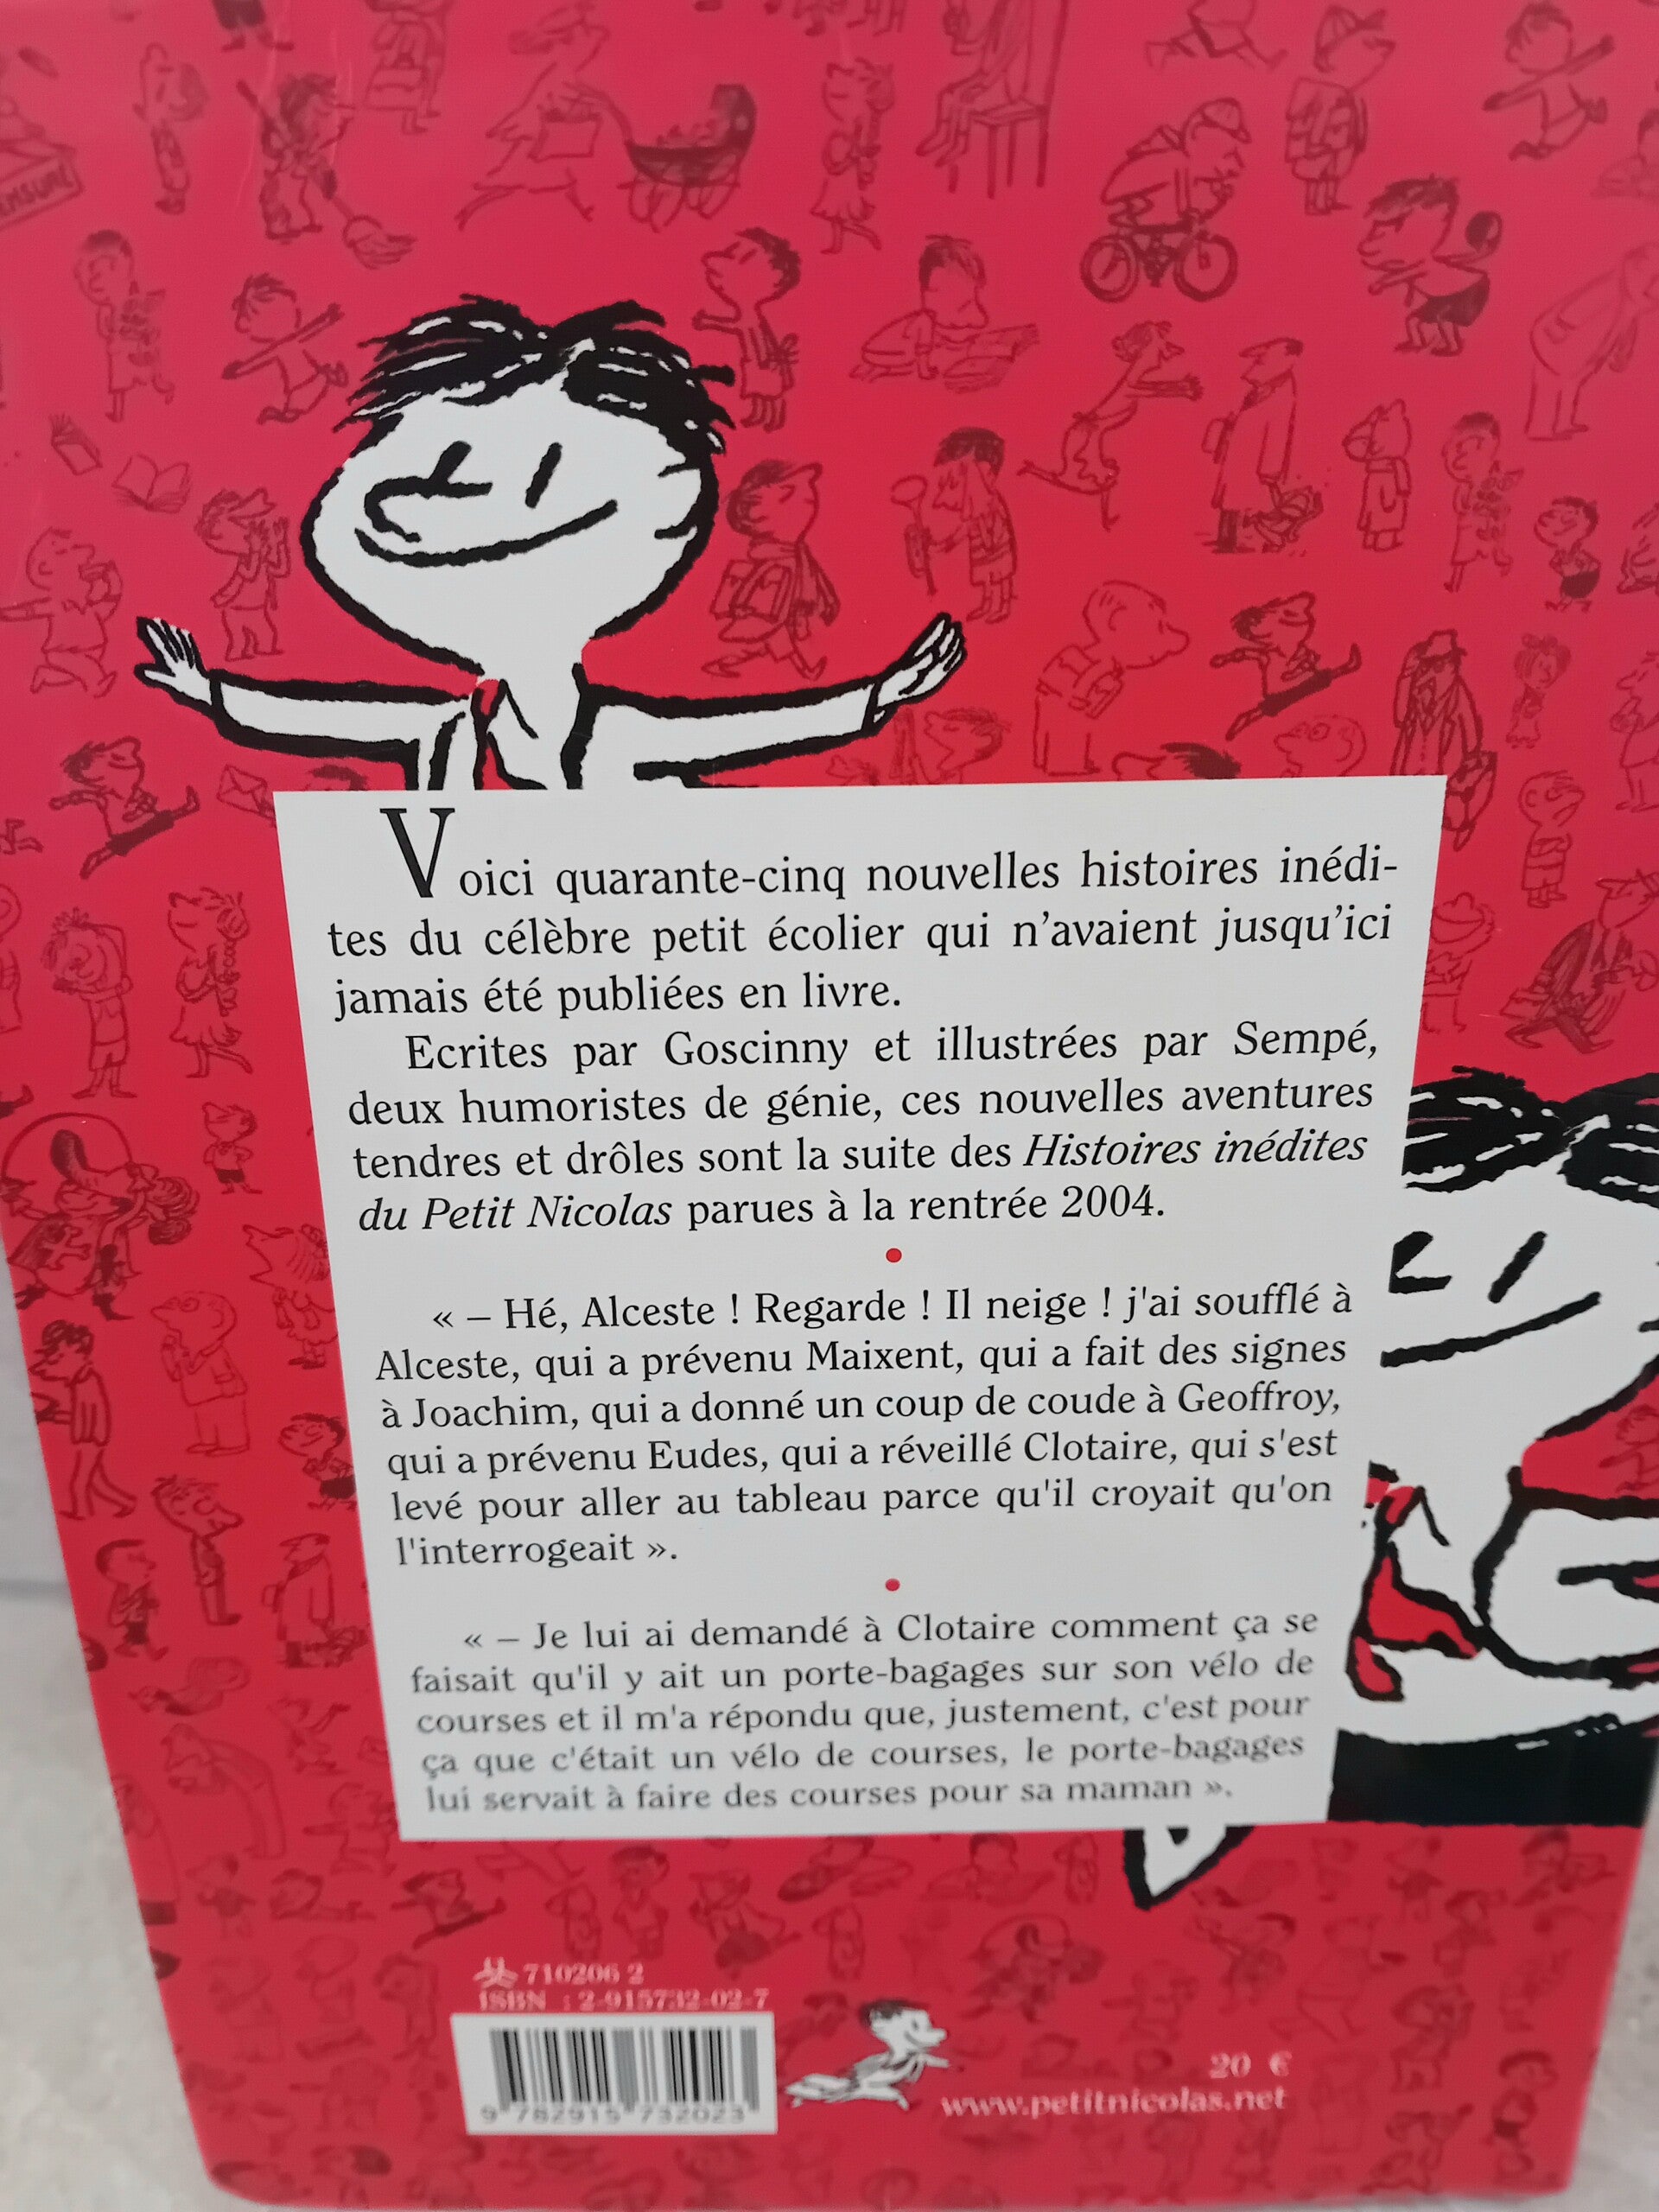 Voici quarante-cinq nouvelles histoires inédi-
tes du célèbre petit écolier qui n’avaient jusqu’ici
jamais été publiées en livre.
Ecrites par Goscinny et illustrées par Sempé,
deux humoristes de génie, ces nouvelles aventures
tendres et drôles sont la suite des Histoires inédites
du Petit Nicolas parues à la rentrée 2004.
« – Hé, Alceste ! Regarde ! Il neige ! j'ai soufflé à
Alceste, qui a prévenu Maixent, qui a fait des signes
à Joachim, qui a donné un coup de coude à Geoffroy,
qui a prévenu Eudes, qui a réveillé Clotaire, qui s'est
levé pour aller au tableau parce qu'il croyait qu'on
l'interrogeait ».
« – Je lui ai demandé à Clotaire comment ça se
faisait qu'il y ait un porte-bagages sur son vélo de
courses et il m'a répondu que, justement, c'est pour
ça que c'était un vélo de courses, le porte-bagages
lui servait à faire des courses pour sa maman ».
710206 2
ISBN : 2-915732-02-7
9 782915 732023
20 €
www.petitnicolas.net